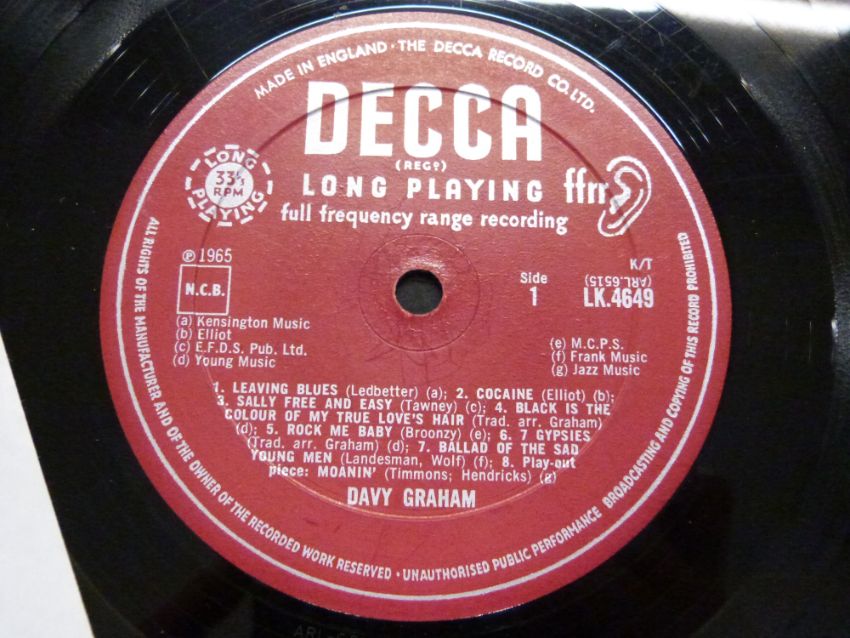 MADE IN ENGLAND · THE DECCA RECORD CO. LTD.
DECCA
(REGD)
LONG PLAYING
ffrr
full frequency range recording
LONG
33⅓
RPM
PLAYING
℗ 1965
N.C.B.
Side
1
K/T
(ARL.6515)
LK.4649
(a) Kensington Music
(b) Elliot
(c) E.F.D.S. Pub. Ltd.
(d) Young Music
(e) M.C.P.S.
(f) Frank Music
(g) Jazz Music
1. LEAVING BLUES (Ledbetter) (a); 2. COCAINE (Elliot) (b);
3. SALLY FREE AND EASY (Tawney) (c); 4. BLACK IS THE
COLOUR OF MY TRUE LOVE'S HAIR (Trad. arr. Graham)
(d); 5. ROCK ME BABY (Broonzy) (e); 6. 7 GYPSIES
(Trad. arr. Graham) (d); 7. BALLAD OF THE SAD
YOUNG MEN (Landesman, Wolf) (f); 8. Play-out
piece: MOANIN' (Timmons; Hendricks) (g)
DAVY GRAHAM
ALL RIGHTS OF THE MANUFACTURER AND OF THE OWNER OF THE RECORDED WORK RESERVED · UNAUTHORISED PUBLIC PERFORMANCE BROADCASTING AND COPYING OF THIS RECORD PROHIBITED